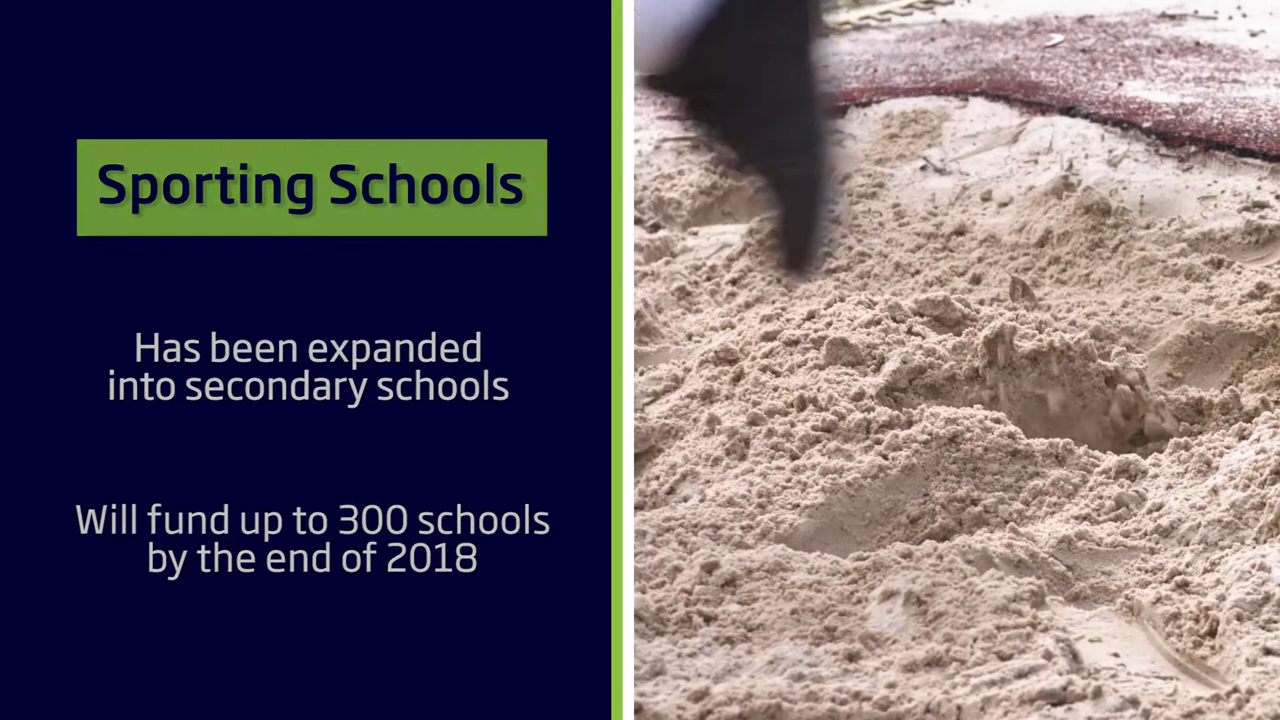 Sporting Schools
Has been expanded
into secondary schools
Will fund up to 300 schools
by the end of 2018